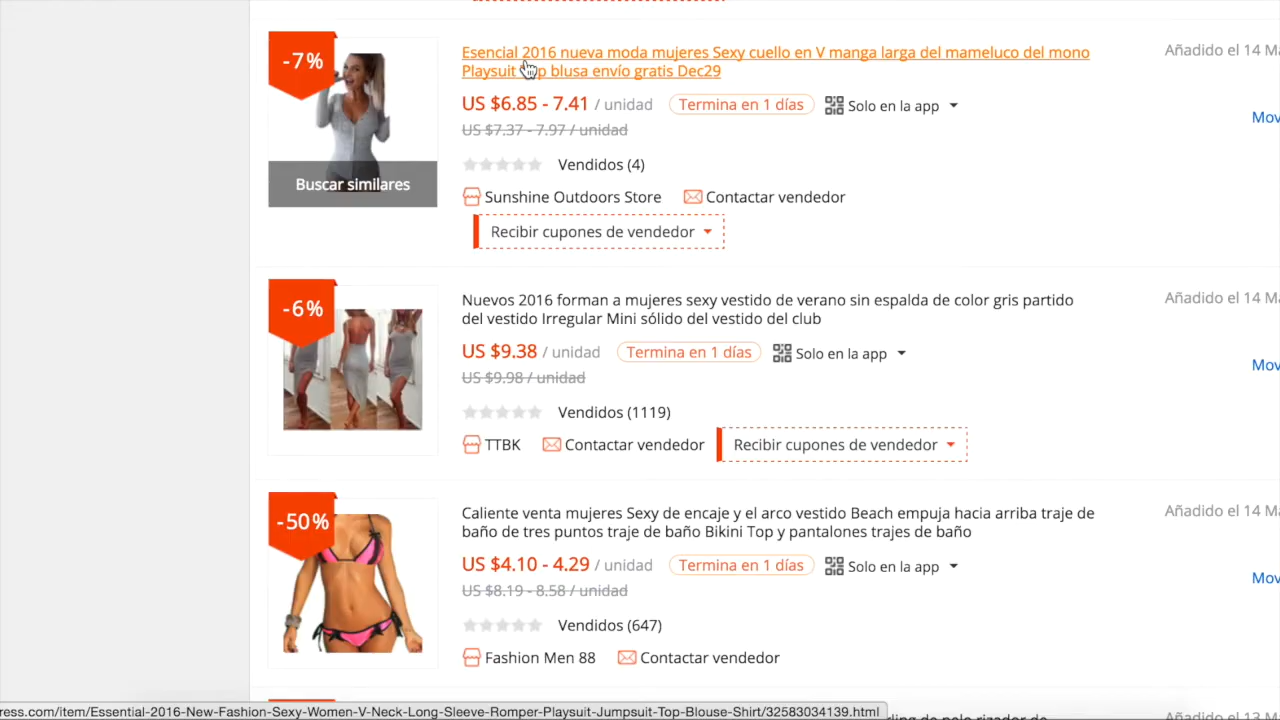 -7%
Esencial 2016 nueva moda mujeres Sexy cuello en V manga larga del mameluco del mono
Playsuit blusa envío gratis Dec29
Añadido el 14 Ma
US $6.85 - 7.41 / unidad Termina en 1 días Solo en la app
Mov
US $7.37 - 7.97 / unidad
Vendidos (4)
Buscar similares
Sunshine Outdoors Store Contactar vendedor
Recibir cupones de vendedor
-6%
Nuevos 2016 forman a mujeres sexy vestido de verano sin espalda de color gris partido
del vestido Irregular Mini sólido del vestido del club
Añadido el 14 Ma
US $9.38 / unidad Termina en 1 días Solo en la app
Mov
US $9.98 / unidad
Vendidos (1119)
TTBK Contactar vendedor Recibir cupones de vendedor
-50%
Caliente venta mujeres Sexy de encaje y el arco vestido Beach empuja hacia arriba traje de
baño de tres puntos traje de baño Bikini Top y pantalones trajes de baño
Añadido el 14 Ma
US $4.10 - 4.29 / unidad Termina en 1 días Solo en la app
Mov
US $8.19 - 8.58 / unidad
Vendidos (647)
Fashion Men 88 Contactar vendedor
ress.com/item/Essential-2016-New-Fashion-Sexy-Women-V-Neck-Long-Sleeve-Romper-Playsuit-Jumpsuit-Top-Blouse-Shirt/32583034139.html